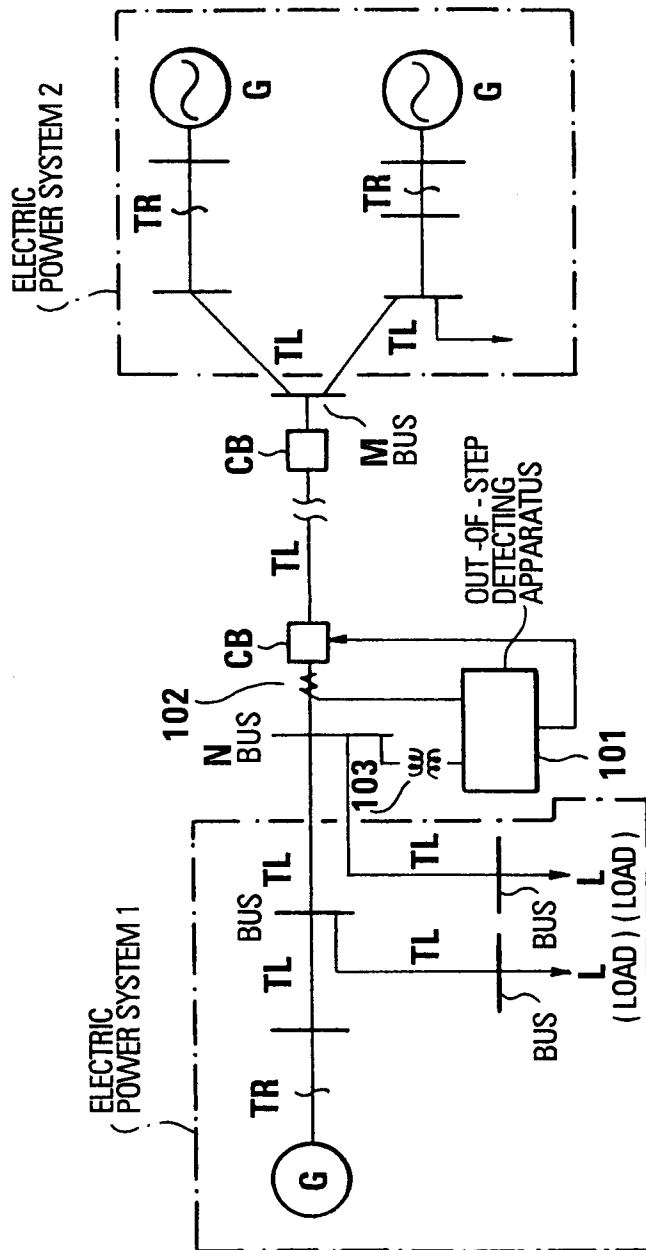 ELECTRIC
POWER SYSTEM 1
ELECTRIC
POWER SYSTEM 2
G
TR
TL
BUS
TL
N
BUS
102
CB
TL
CB
M
BUS
TL
TR
G
TL
TR
G
103
TL
TL
BUS
BUS
L
(LOAD)
L
(LOAD)
101
OUT-OF-STEP
DETECTING
APPARATUS